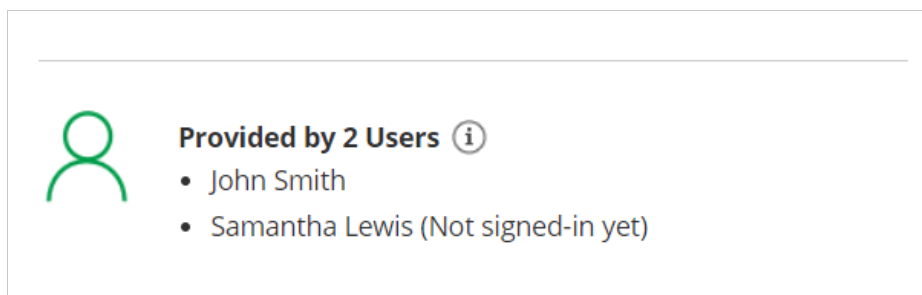 Provided by 2 Users
• John Smith
• Samantha Lewis (Not signed-in yet)